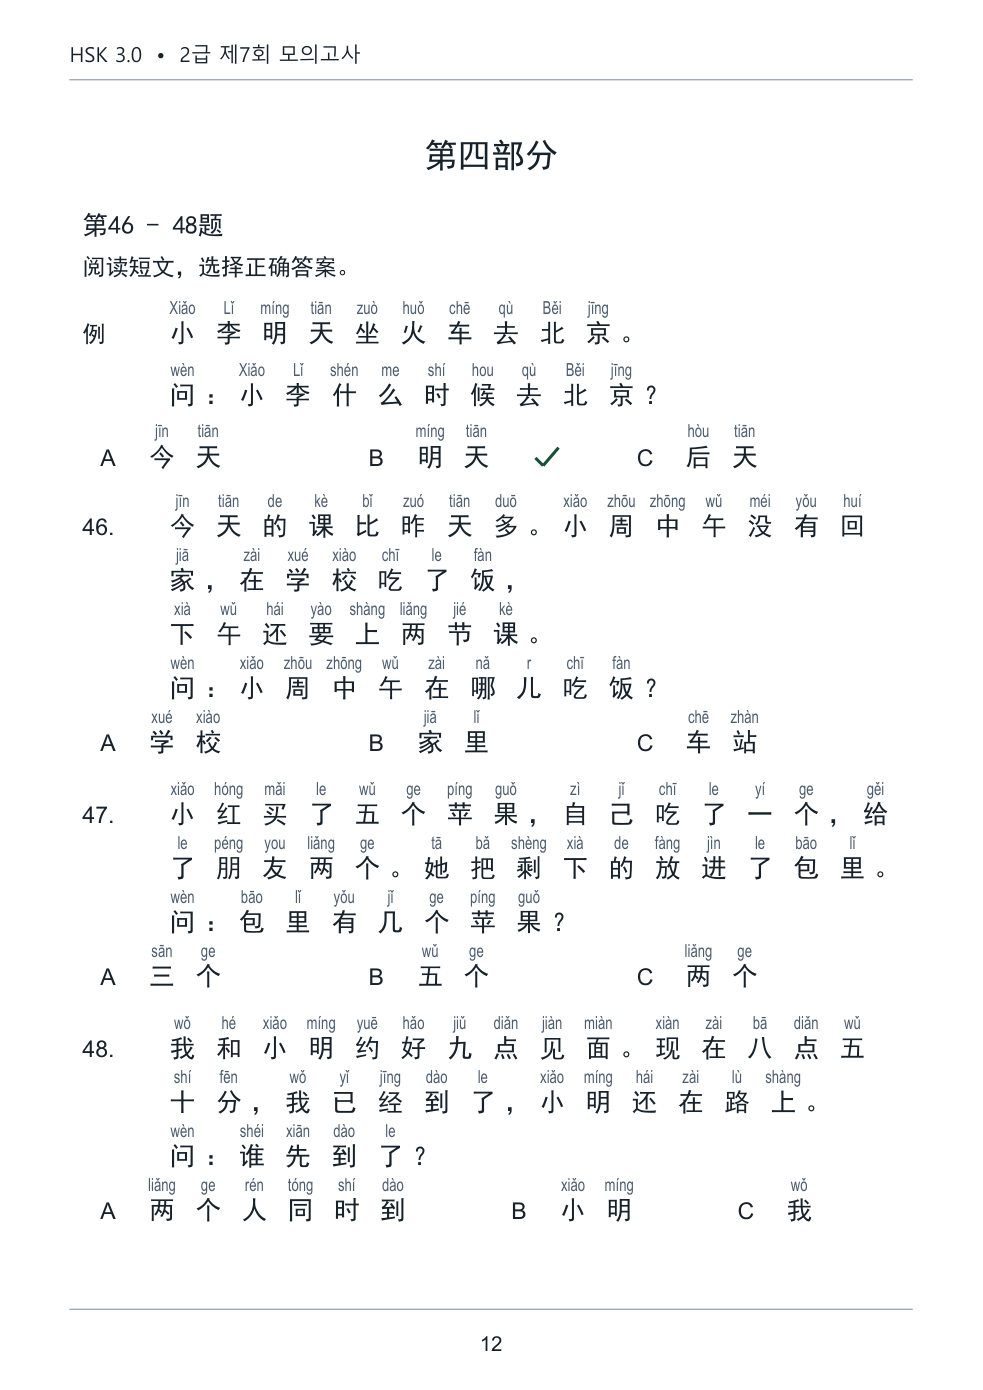 HSK 3.0 • 2급 제7회 모의고사
第四部分
第46 - 48题
阅读短文，选择正确答案。
Xiǎo Lǐ míng tiān zuò huǒ chē qù Běi jīng
例 小李明天坐火车去北京。
wèn Xiǎo Lǐ shén me shí hou qù Běi jīng
问：小李什么时候去北京？
jīn tiān míng tiān hòu tiān
A 今天 B 明天 ✓ C 后天
jīn tiān de kè bǐ zuó tiān duō xiǎo zhōu zhōng wǔ méi yǒu huí
46. 今天的课比昨天多。小周中午没有回
jiā zài xué xiào chī le fàn
家，在学校吃了饭，
xià wǔ hái yào shàng liǎng jié kè
下午还要上两节课。
wèn xiǎo zhōu zhōng wǔ zài nǎ r chī fàn
问：小周中午在哪儿吃饭？
xué xiào jiā lǐ chē zhàn
A 学校 B 家里 C 车站
xiǎo hóng mǎi le wǔ ge píng guǒ zì jǐ chī le yí ge gěi
47. 小红买了五个苹果，自己吃了一个，给
le péng you liǎng ge tā bǎ shèng xià de fàng jìn le bāo lǐ
了朋友两个。她把剩下的放进了包里。
wèn bāo lǐ yǒu jǐ ge píng guǒ
问：包里有几个苹果？
sān ge wǔ ge liǎng ge
A 三个 B 五个 C 两个
wǒ hé xiǎo míng yuē hǎo jiǔ diǎn jiàn miàn xiàn zài bā diǎn wǔ
48. 我和小明约好九点见面。现在八点五
shí fēn wǒ yǐ jīng dào le xiǎo míng hái zài lù shàng
十分，我已经到了，小明还在路上。
wèn shéi xiān dào le
问：谁先到了？
liǎng ge rén tóng shí dào xiǎo míng wǒ
A 两个人同时到 B 小明 C 我
12